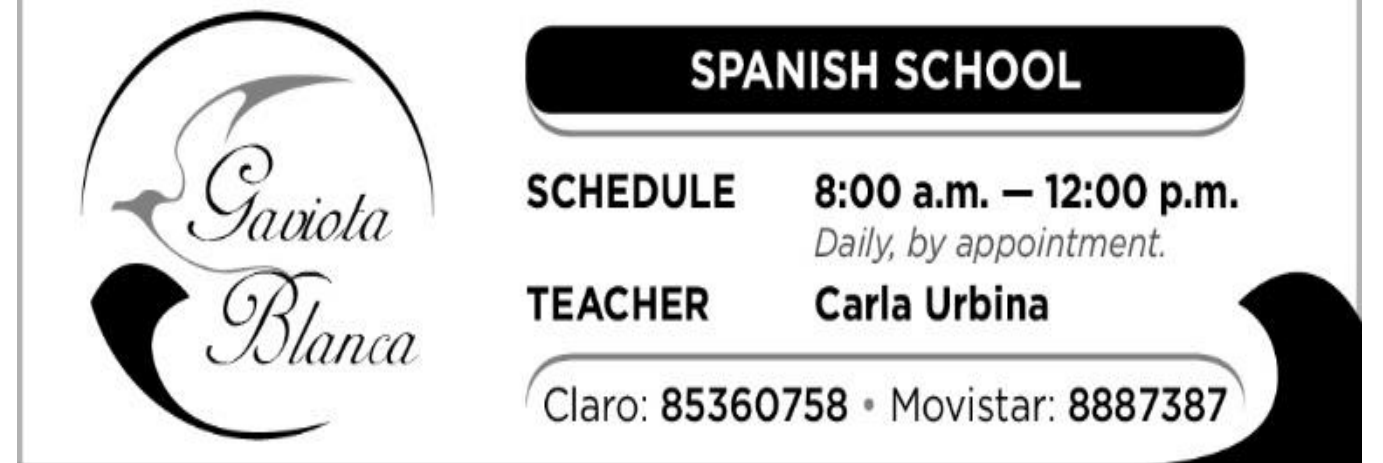 Gaviota
Blanca
SPANISH SCHOOL
SCHEDULE 8:00 a.m. — 12:00 p.m.
Daily, by appointment.
TEACHER Carla Urbina
Claro: 85360758 • Movistar: 8887387